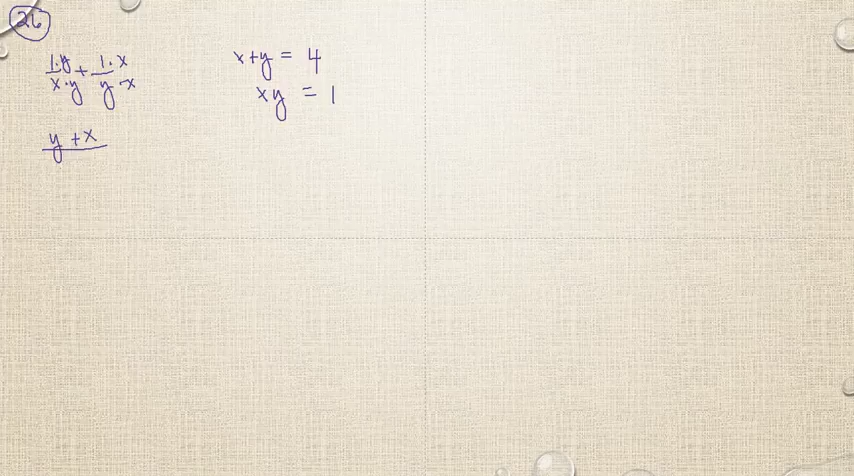 26
1·y/x·y + 1·x/y·x
y + x
x+y = 4
xy = 1